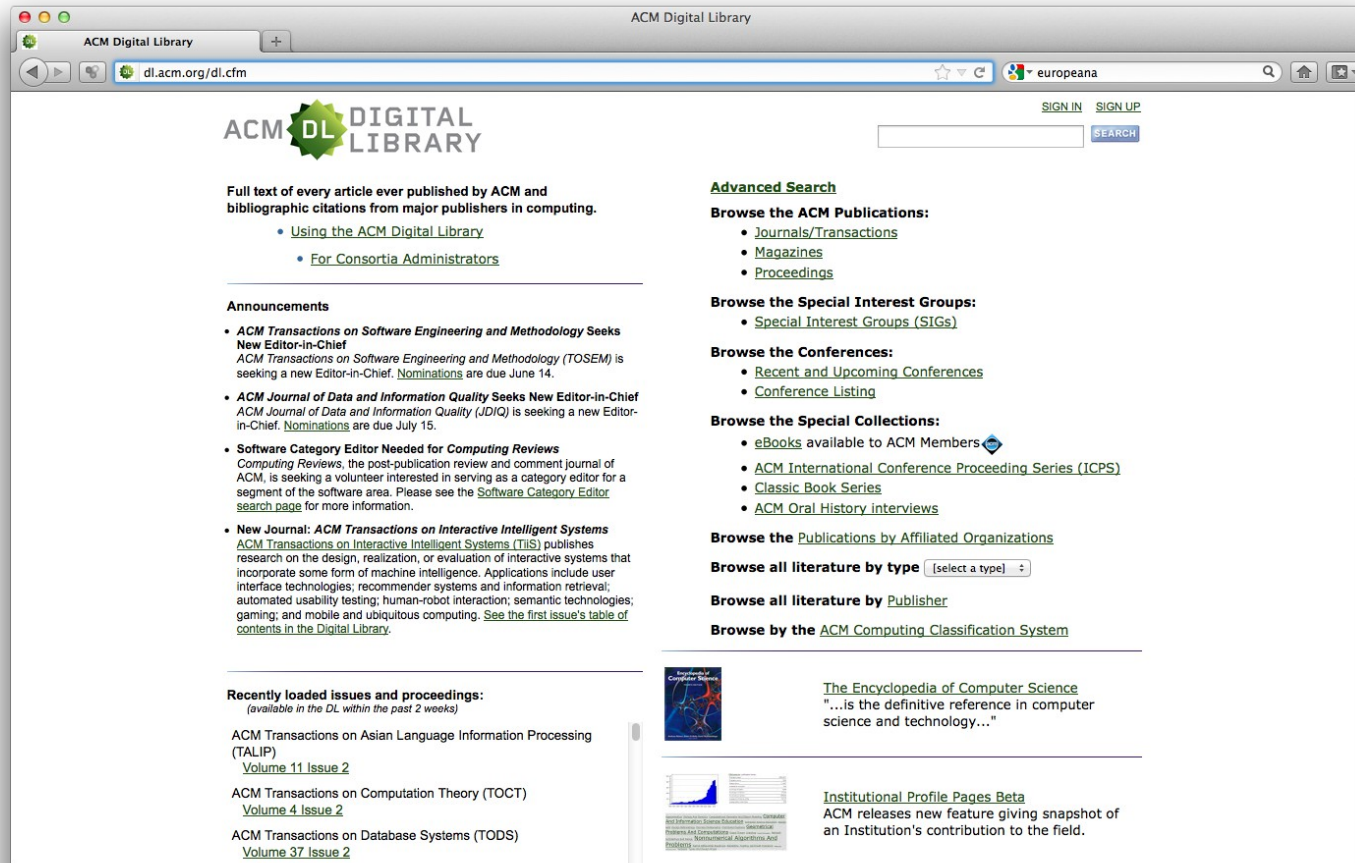 ACM Digital Library
ACM Digital Library
dl.acm.org/dl.cfm
europeana
ACM DL DIGITAL LIBRARY
SIGN IN SIGN UP
SEARCH
Full text of every article ever published by ACM and
bibliographic citations from major publishers in computing.
Using the ACM Digital Library
For Consortia Administrators
Announcements
ACM Transactions on Software Engineering and Methodology Seeks
New Editor-in-Chief
ACM Transactions on Software Engineering and Methodology (TOSEM) is
seeking a new Editor-in-Chief. Nominations are due June 14.
ACM Journal of Data and Information Quality Seeks New Editor-in-Chief
ACM Journal of Data and Information Quality (JDIQ) is seeking a new Editor-
in-Chief. Nominations are due July 15.
Software Category Editor Needed for Computing Reviews
Computing Reviews, the post-publication review and comment journal of
ACM, is seeking a volunteer interested in serving as a category editor for a
segment of the software area. Please see the Software Category Editor
search page for more information.
New Journal: ACM Transactions on Interactive Intelligent Systems
ACM Transactions on Interactive Intelligent Systems (TiiS) publishes
research on the design, realization, or evaluation of interactive systems that
incorporate some form of machine intelligence. Applications include user
interface technologies; recommender systems and information retrieval;
automated usability testing; human-robot interaction; semantic technologies;
gaming; and mobile and ubiquitous computing. See the first issue's table of
contents in the Digital Library.
Recently loaded issues and proceedings:
(available in the DL within the past 2 weeks)
ACM Transactions on Asian Language Information Processing
(TALIP)
Volume 11 Issue 2
ACM Transactions on Computation Theory (TOCT)
Volume 4 Issue 2
ACM Transactions on Database Systems (TODS)
Volume 37 Issue 2
Advanced Search
Browse the ACM Publications:
Journals/Transactions
Magazines
Proceedings
Browse the Special Interest Groups:
Special Interest Groups (SIGs)
Browse the Conferences:
Recent and Upcoming Conferences
Conference Listing
Browse the Special Collections:
eBooks available to ACM Members
ACM International Conference Proceeding Series (ICPS)
Classic Book Series
ACM Oral History interviews
Browse the Publications by Affiliated Organizations
Browse all literature by type [select a type]
Browse all literature by Publisher
Browse by the ACM Computing Classification System
Encyclopedia of
Computer Science
The Encyclopedia of Computer Science
"...is the definitive reference in computer
science and technology..."
Computer
And Information Science Education
Geometrical
Problems And Computations
Nonnumerical Algorithms And
Problems
Institutional Profile Pages Beta
ACM releases new feature giving snapshot of
an Institution's contribution to the field.